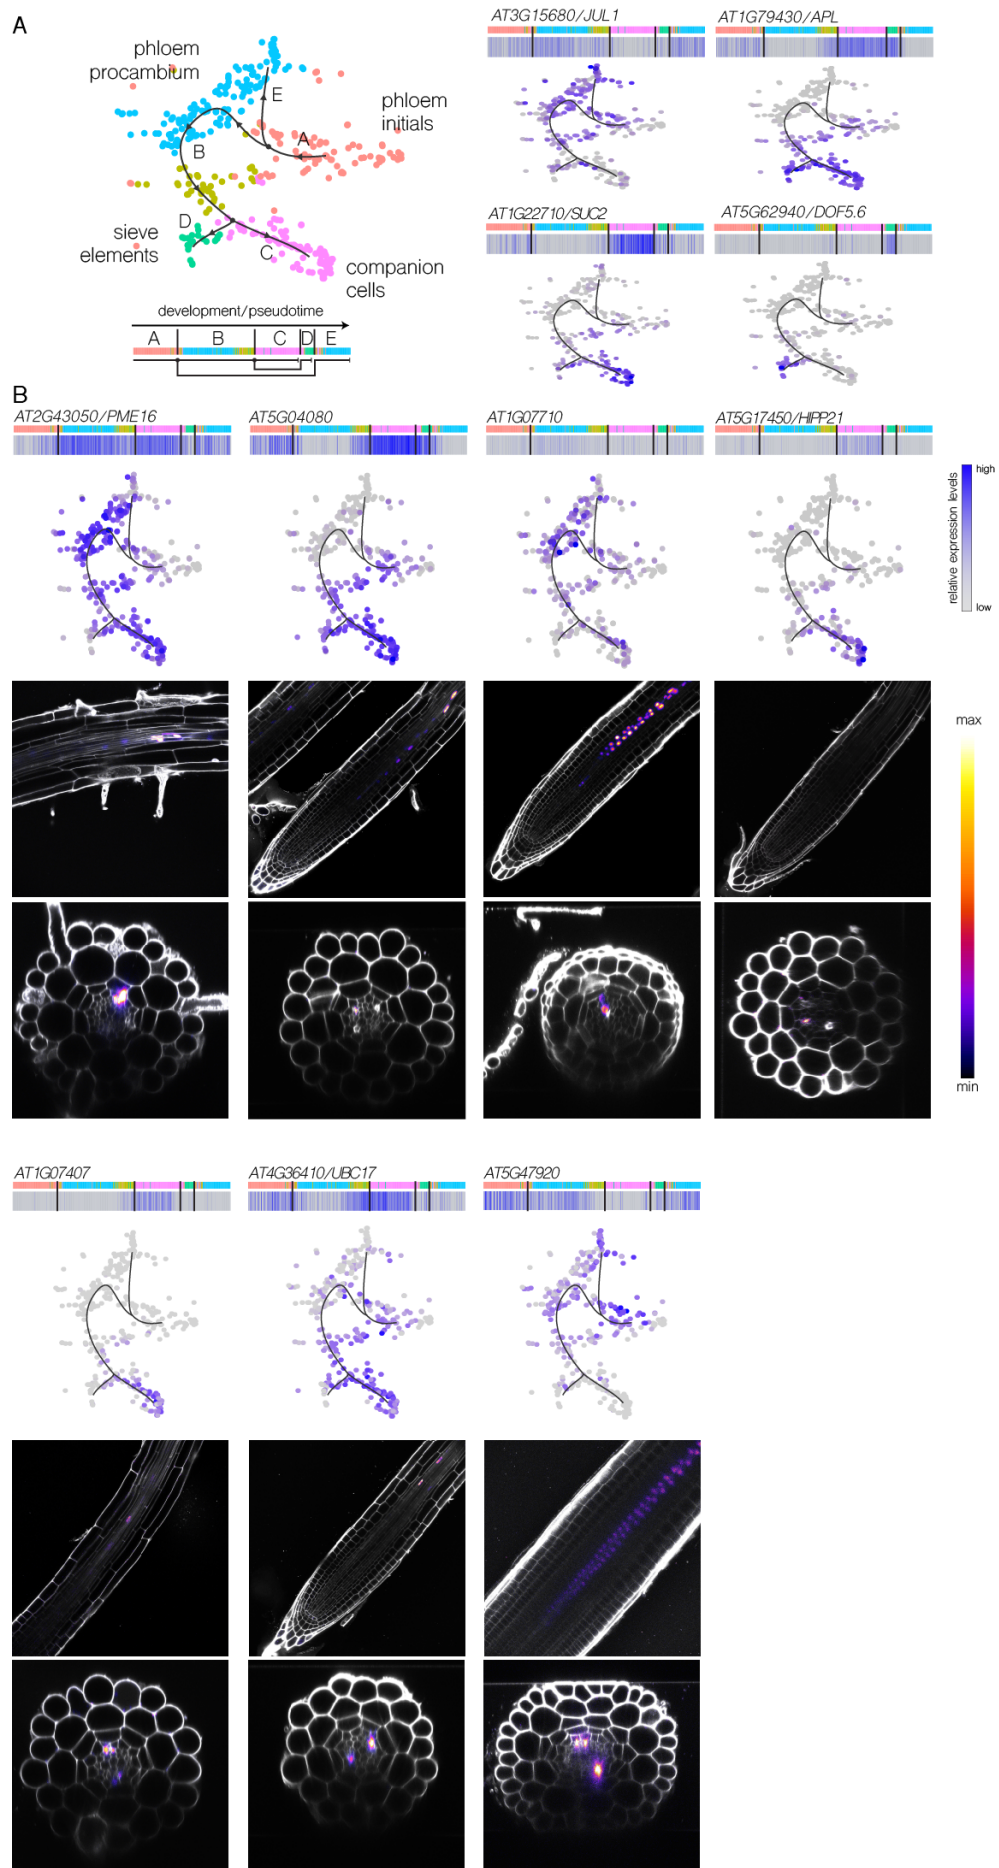 A
phloem
procambium
E
phloem
initials
A
B
D
sieve
elements
C
companion
cells
development/pseudotime
A B C D E
AT3G15680/JUL1
AT1G79430/APL
AT1G22710/SUC2
AT5G62940/DOF5.6
B
AT2G43050/PME16
AT5G04080
AT1G07710
AT5G17450/HIPP21
high
relative expression levels
low
max
min
AT1G07407
AT4G36410/UBC17
AT5G47920